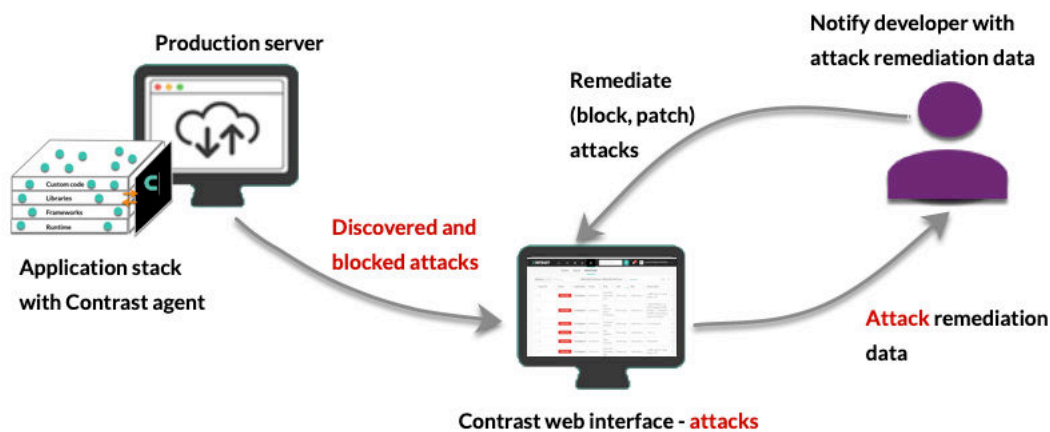 Production server
Custom code
Libraries
Frameworks
Runtime
Application stack
with Contrast agent
Discovered and
blocked attacks
Remediate
(block, patch)
attacks
Notify developer with
attack remediation data
Attack remediation
data
Contrast web interface - attacks